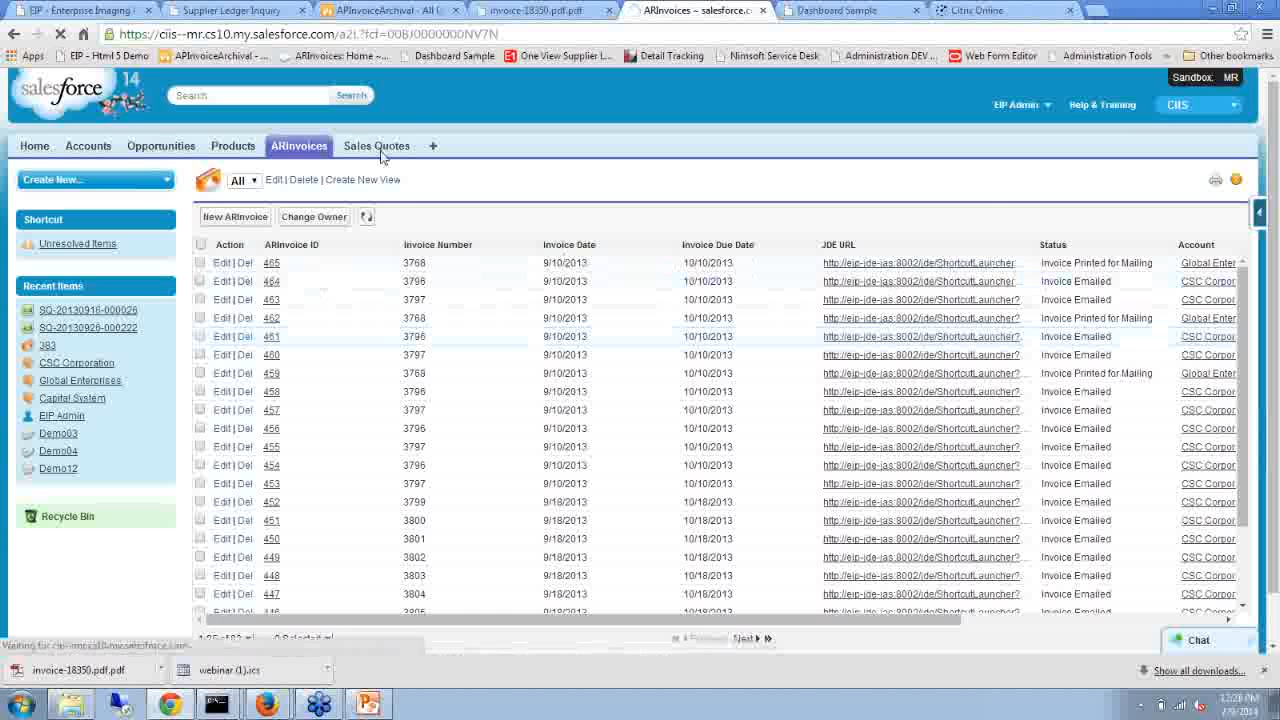 Enterprise Imaging
Supplier Ledger Inquiry
APInvoiceArchival - All
invoice-18350.pdf.pdf
ARInvoices ~ salesforce.c
Dashboard Sample
Citrix Online
Apps
EIP - Html 5 Demo
APInvoiceArchival -
ARInvoices: Home ~
Dashboard Sample
One View Supplier L
Detail Tracking
Nimsoft Service Desk
Administration DEV
Web Form Editor
Administration Tools
Other bookmarks
salesforce
14
Search
Search
Sandbox: MR
EIP Admin
Help & Training
CIIS
Home
Accounts
Opportunities
Products
ARInvoices
Sales Quotes
+
Create New...
All
Edit | Delete | Create New View
New ARInvoice
Change Owner
Shortcut
Unresolved Items
Recent Items
SQ-20130916-000026
SQ-20130926-000222
383
CSC Corporation
Global Enterprises
Capital System
EIP Admin
Demo03
Demo04
Demo12
Recycle Bin
Action ARInvoice ID Invoice Number Invoice Date Invoice Due Date JDE URL Status Account
Edit | Del 465 3768 9/10/2013 10/10/2013 http://eip-jde-jas:8002/jde/ShortcutLauncher Invoice Printed for Mailing Global Enter
Edit | Del 464 3796 9/10/2013 10/10/2013 http://eip-jde-jas:8002/jde/ShortcutLauncher Invoice Emailed CSC Corpor
Edit | Del 463 3797 9/10/2013 10/10/2013 http://eip-jde-jas:8002/jde/ShortcutLauncher?... Invoice Emailed CSC Corpor
Edit | Del 462 3768 9/10/2013 10/10/2013 http://eip-jde-jas:8002/jde/ShortcutLauncher?... Invoice Printed for Mailing Global Enter
Edit | Del 461 3796 9/10/2013 10/10/2013 http://eip-jde-jas:8002/jde/ShortcutLauncher?... Invoice Emailed CSC Corpor
Edit | Del 460 3797 9/10/2013 10/10/2013 http://eip-jde-jas:8002/jde/ShortcutLauncher?... Invoice Emailed CSC Corpor
Edit | Del 459 3768 9/10/2013 10/10/2013 http://eip-jde-jas:8002/jde/ShortcutLauncher?... Invoice Printed for Mailing Global Enter
Edit | Del 458 3796 9/10/2013 10/10/2013 http://eip-jde-jas:8002/jde/ShortcutLauncher?... Invoice Emailed CSC Corpor
Edit | Del 457 3797 9/10/2013 10/10/2013 http://eip-jde-jas:8002/jde/ShortcutLauncher?... Invoice Emailed CSC Corpor
Edit | Del 456 3796 9/10/2013 10/10/2013 http://eip-jde-jas:8002/jde/ShortcutLauncher?... Invoice Emailed CSC Corpor
Edit | Del 455 3797 9/10/2013 10/10/2013 http://eip-jde-jas:8002/jde/ShortcutLauncher?... Invoice Emailed CSC Corpor
Edit | Del 454 3796 9/10/2013 10/10/2013 http://eip-jde-jas:8002/jde/ShortcutLauncher?... Invoice Emailed CSC Corpor
Edit | Del 453 3797 9/10/2013 10/10/2013 http://eip-jde-jas:8002/jde/ShortcutLauncher?... Invoice Emailed CSC Corpor
Edit | Del 452 3799 9/18/2013 10/18/2013 http://eip-jde-jas:8002/jde/ShortcutLauncher?... Invoice Emailed CSC Corpor
Edit | Del 451 3800 9/18/2013 10/18/2013 http://eip-jde-jas:8002/jde/ShortcutLauncher?... Invoice Emailed CSC Corpor
Edit | Del 450 3801 9/18/2013 10/18/2013 http://eip-jde-jas:8002/jde/ShortcutLauncher?... Invoice Emailed CSC Corpor
Edit | Del 449 3802 9/18/2013 10/18/2013 http://eip-jde-jas:8002/jde/ShortcutLauncher?... Invoice Emailed CSC Corpor
Edit | Del 448 3803 9/18/2013 10/18/2013 http://eip-jde-jas:8002/jde/ShortcutLauncher?... Invoice Emailed CSC Corpor
Edit | Del 447 3804 9/18/2013 10/18/2013 http://eip-jde-jas:8002/jde/ShortcutLauncher?... Invoice Emailed CSC Corpor
Next
Chat
invoice-18350.pdf.pdf
webinar (1).ics
Show all downloads...
12:28 PM
7/9/2014